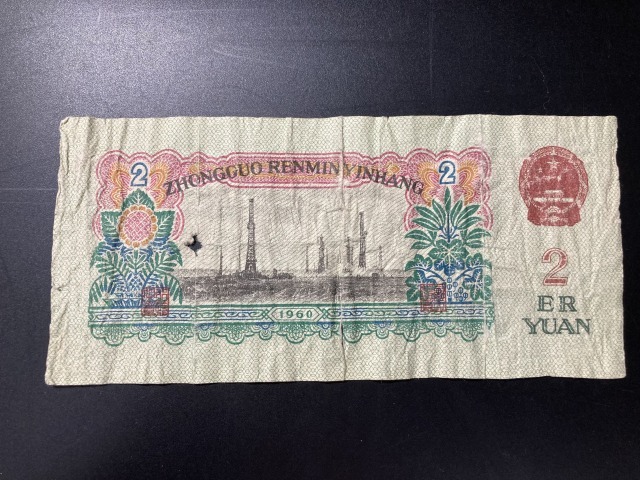 ZHONGGUO RENMIN YINHANG
2
2
2
ER
YUAN
1960